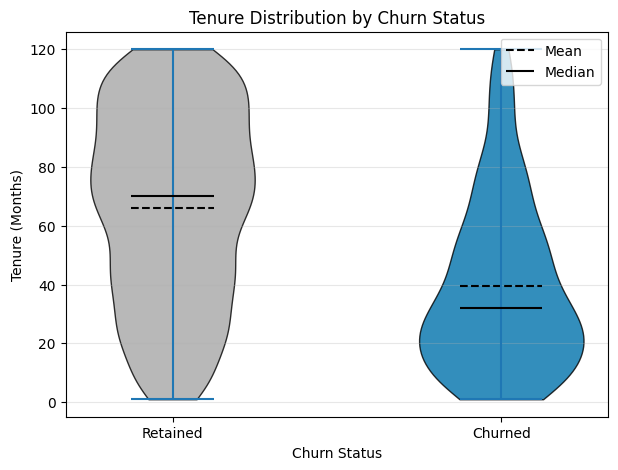 Tenure Distribution by Churn Status
Mean
Median
120
100
80
60
40
20
0
Tenure (Months)
Retained
Churned
Churn Status